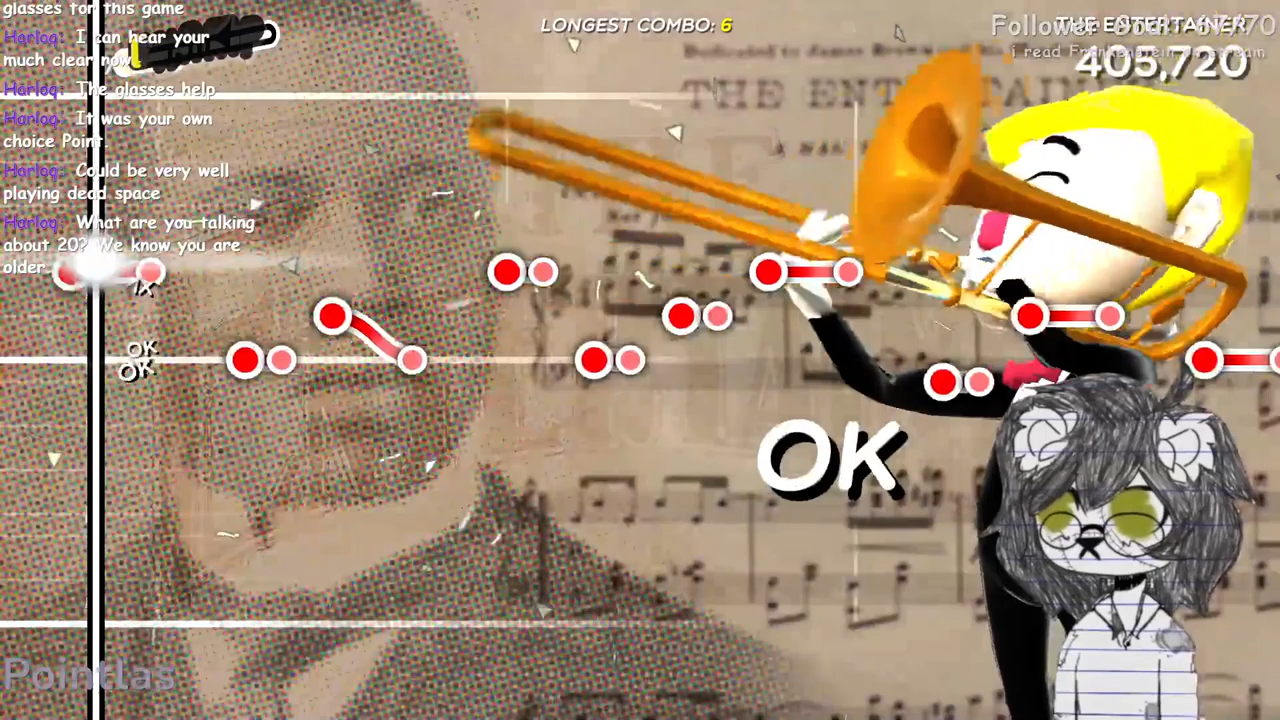 glasses for this game
Harloq: I can hear your
much clear now
Harloq: The glasses help
Harloq: It was your own
choice Point.
Harloq: Could be very well
playing dead space
Harloq: What are you talking
about 20? We know you are
older.
LONGEST COMBO: 6
THE ENTERTAINER
405,720
THE ENT
OK
OK
OK
Pointlas